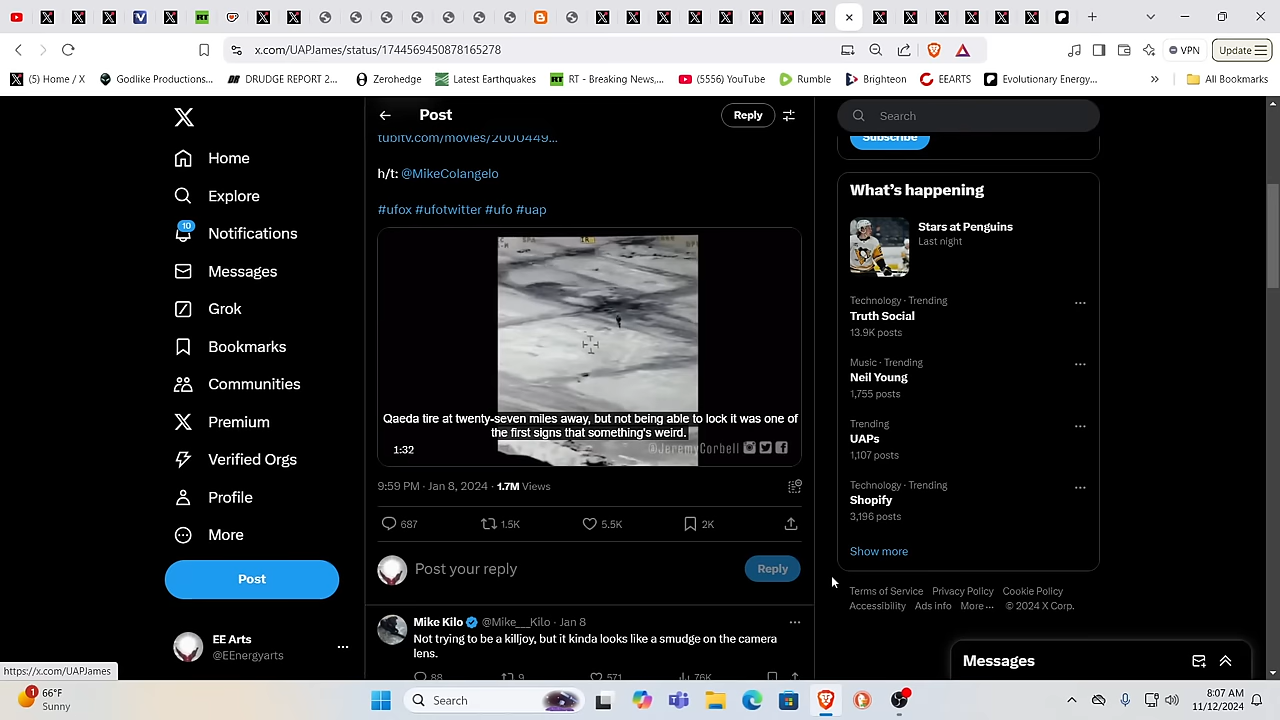 x.com/UAPJames/status/1744569450878165278
VPN
Update
(5) Home / X
Godlike Productions...
DRUDGE REPORT 2...
Zerohedge
Latest Earthquakes
RT - Breaking News,...
(5556) YouTube
Rumble
Brighteon
EEARTS
Evolutionary Energy...
»
All Bookmarks
Home
Explore
10
Notifications
Messages
Grok
Bookmarks
Communities
Premium
Verified Orgs
Profile
More
Post
EE Arts
@EEnergyarts
https://x.com/UAPJames
Post
Reply
tubitv.com/movies/2000449...
h/t: @MikeColangelo
#ufox #ufotwitter #ufo #uap
Qaeda tire at twenty-seven miles away, but not being able to lock it was one of
the first signs that something's weird.
1:32
@JeremyCorbell
9:59 PM · Jan 8, 2024 · 1.7M Views
687
1.5K
5.5K
2K
Post your reply
Reply
Mike Kilo @Mike___Kilo · Jan 8
Not trying to be a killjoy, but it kinda looks like a smudge on the camera
lens.
88
9
571
76K
Search
Subscribe
What's happening
Stars at Penguins
Last night
Technology · Trending
Truth Social
13.9K posts
Music · Trending
Neil Young
1,755 posts
Trending
UAPs
1,107 posts
Technology · Trending
Shopify
3,196 posts
Show more
Terms of Service Privacy Policy Cookie Policy
Accessibility Ads info More ··· © 2024 X Corp.
Messages
1
66°F
Sunny
Search
8:07 AM
11/12/2024